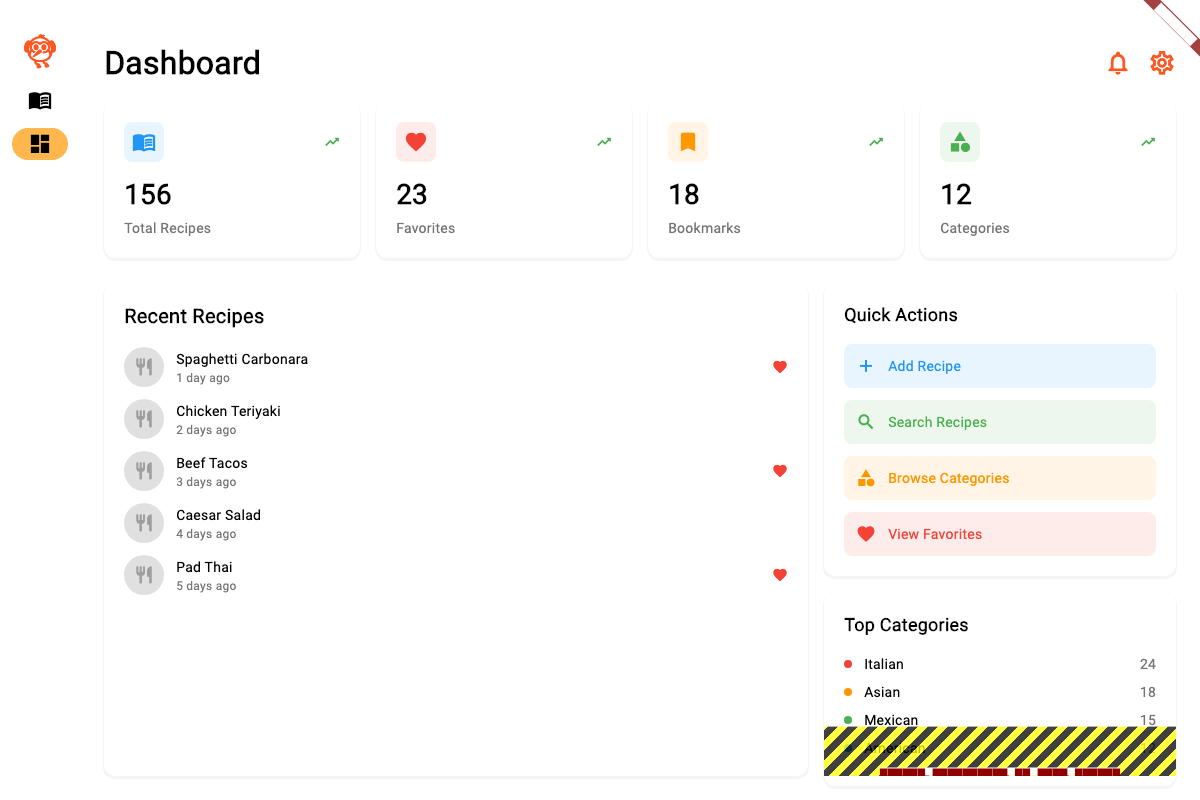 Dashboard
156
Total Recipes
23
Favorites
18
Bookmarks
12
Categories
Recent Recipes
Spaghetti Carbonara
1 day ago
Chicken Teriyaki
2 days ago
Beef Tacos
3 days ago
Caesar Salad
4 days ago
Pad Thai
5 days ago
Quick Actions
Add Recipe
Search Recipes
Browse Categories
View Favorites
Top Categories
Italian 24
Asian 18
Mexican 15
American 12